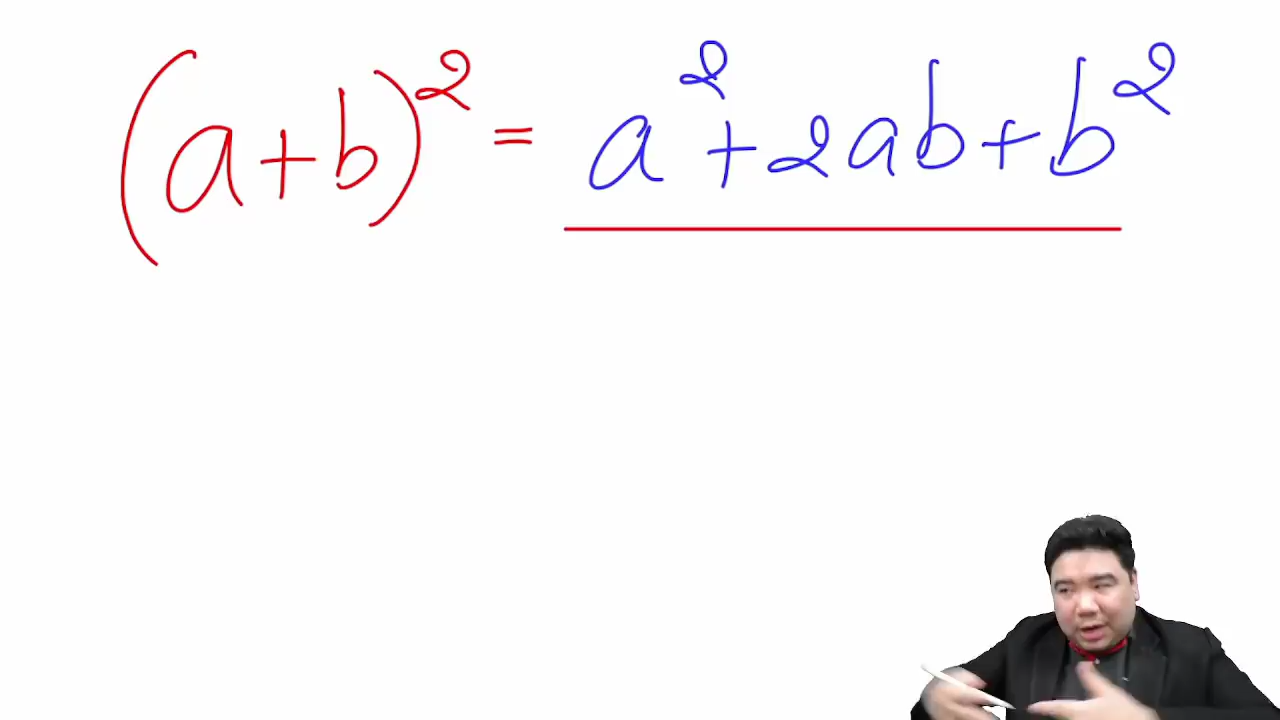 (a+b)² = a²+2ab+b²